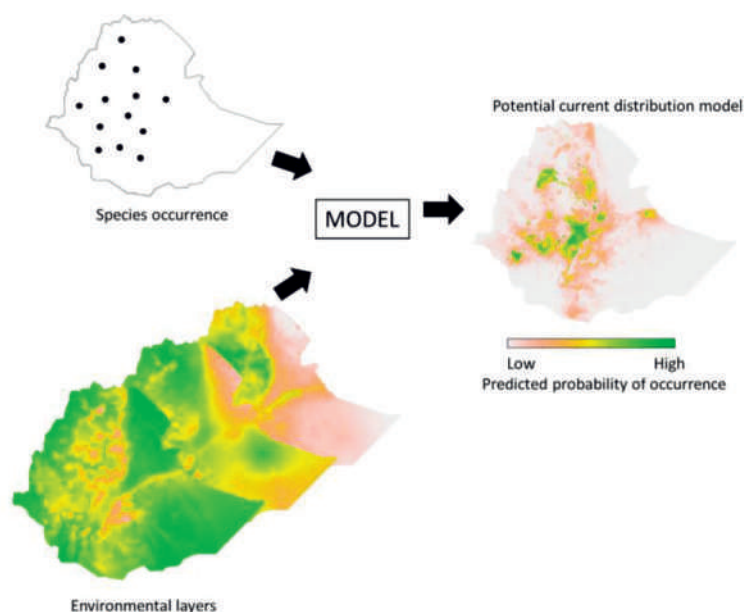 Species occurrence
Potential current distribution model
MODEL
Low High
Predicted probability of occurrence
Environmental layers